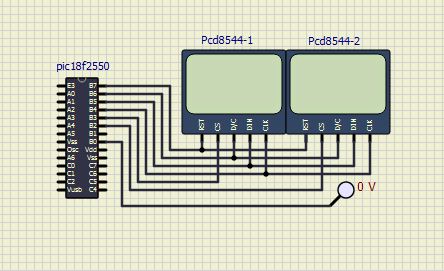 Pcd8544-1 Pcd8544-2
pic18f2550
E3 B7
A0 B6
A1 B5
A2 B4
A3 B3
A4 B2
A5 B1
Vss B0
Osc Vdd
A6 Vss
C0 C7
C1 C6
C2 C5
Vusb C4
RST CS D/C DIN CLK RST CS D/C DIN CLK
0 V